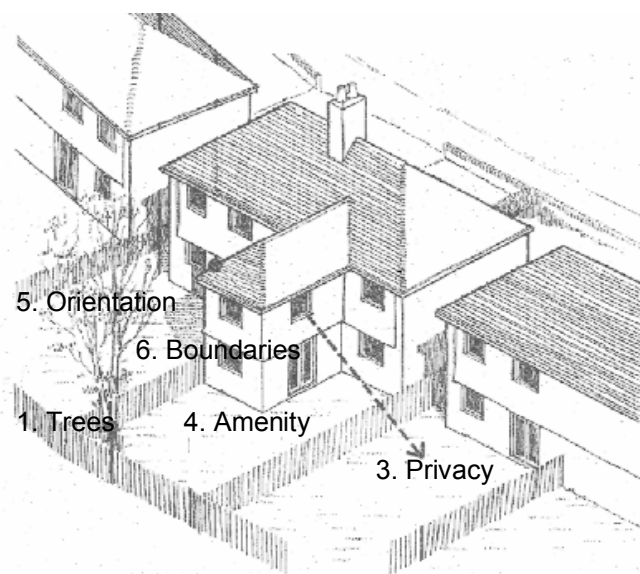 5. Orientation
6. Boundaries
1. Trees
4. Amenity
3. Privacy